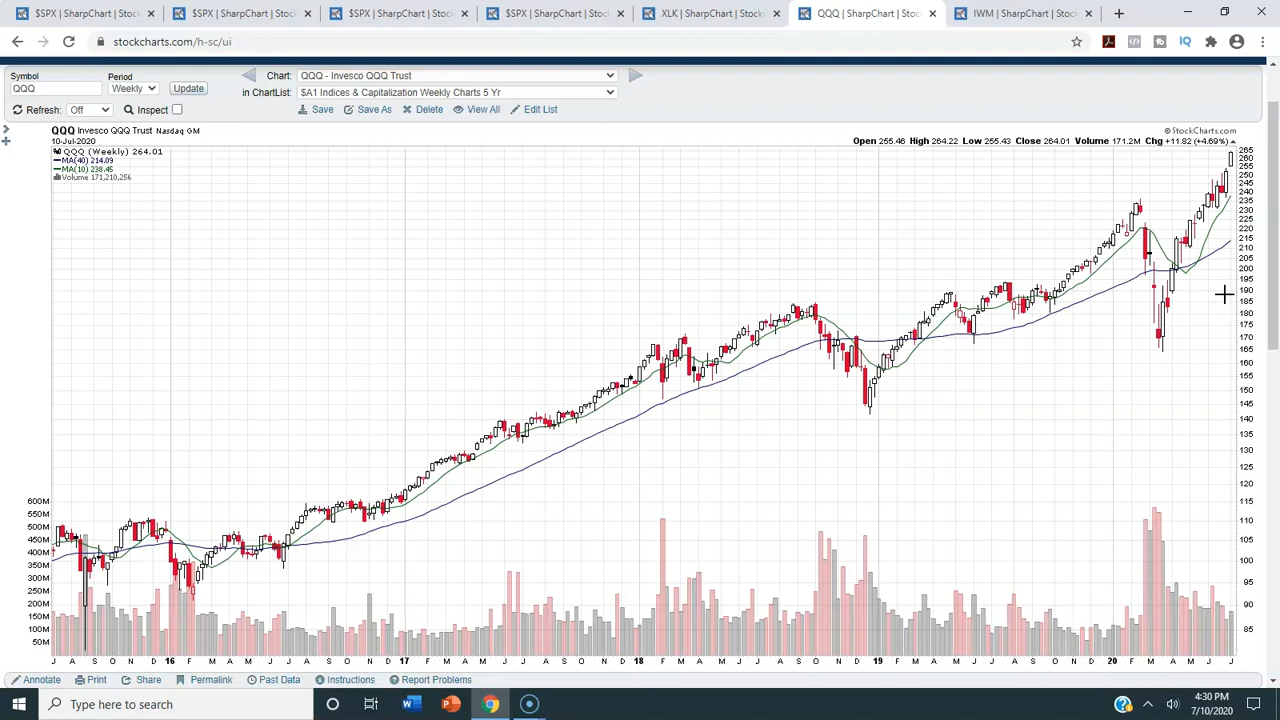 $SPX | SharpChart | Stock
$SPX | SharpChart | Stock
$SPX | SharpChart | Stock
$SPX | SharpChart | Stock
XLK | SharpChart | StockC
QQQ | SharpChart | Stock
IWM | SharpChart | Stock
stockcharts.com/h-sc/ui
Symbol Period Chart: QQQ - Invesco QQQ Trust
QQQ Weekly Update in ChartList: $A1 Indices & Capitalization Weekly Charts 5 Yr
Refresh: Off Inspect Save Save As Delete View All Edit List
QQQ Invesco QQQ Trust Nasdaq GM © StockCharts.com
10-Jul-2020 Open 255.46 High 264.22 Low 255.43 Close 264.01 Volume 171.2M Chg +11.82 (+4.69%)
QQQ (Weekly) 264.01
MA(40) 214.09
MA(10) 238.45
Volume 171,210,256
265
260
255
250
245
240
235
230
225
220
215
210
205
200
195
190
185
180
175
170
165
160
155
150
145
140
135
130
125
120
115
110
105
100
95
90
85
600M
550M
500M
450M
400M
350M
300M
250M
200M
150M
100M
50M
J A S O N D 16 F M A M J J A S O N D 17 F M A M J J A S O N D 18 F M A M J J A S O N D 19 F M A M J J A S O N D 20 F M A M J J
Annotate Print Share Permalink Past Data Instructions Report Problems
Type here to search
4:30 PM
7/10/2020